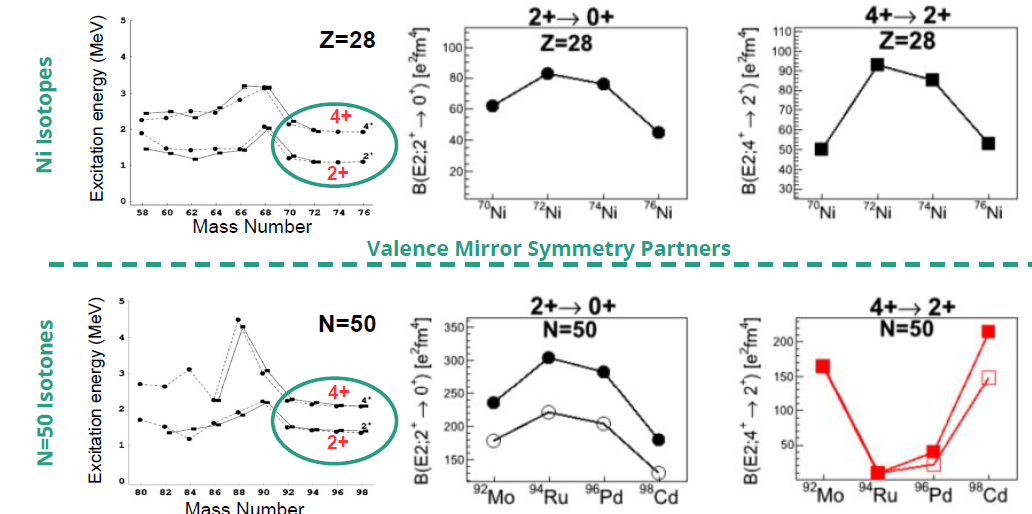 Ni Isotopes
Excitation energy (MeV)
5
4
3
2
1
0
Z=28
4+
4⁺
2⁺
2+
58 60 62 64 66 68 70 72 74 76
Mass Number
2+→ 0+
Z=28
B(E2;2⁺ → 0⁺) [e²fm⁴]
100
80
60
40
20
⁷⁰Ni ⁷²Ni ⁷⁴Ni ⁷⁶Ni
4+→ 2+
Z=28
B(E2;4⁺ → 2⁺) [e²fm⁴]
110
100
90
80
70
60
50
40
30
⁷⁰Ni ⁷²Ni ⁷⁴Ni ⁷⁶Ni
Valence Mirror Symmetry Partners
N=50 Isotones
Excitation energy (MeV)
5
4
3
2
1
0
N=50
4+
4⁺
2⁺
2+
80 82 84 86 88 90 92 94 96 98
Mass Number
2+→ 0+
N=50
B(E2;2⁺ → 0⁺) [e²fm⁴]
350
300
250
200
150
⁹²Mo ⁹⁴Ru ⁹⁶Pd ⁹⁸Cd
4+→ 2+
N=50
B(E2;4⁺ → 2⁺) [e²fm⁴]
200
150
100
50
⁹²Mo ⁹⁴Ru ⁹⁶Pd ⁹⁸Cd